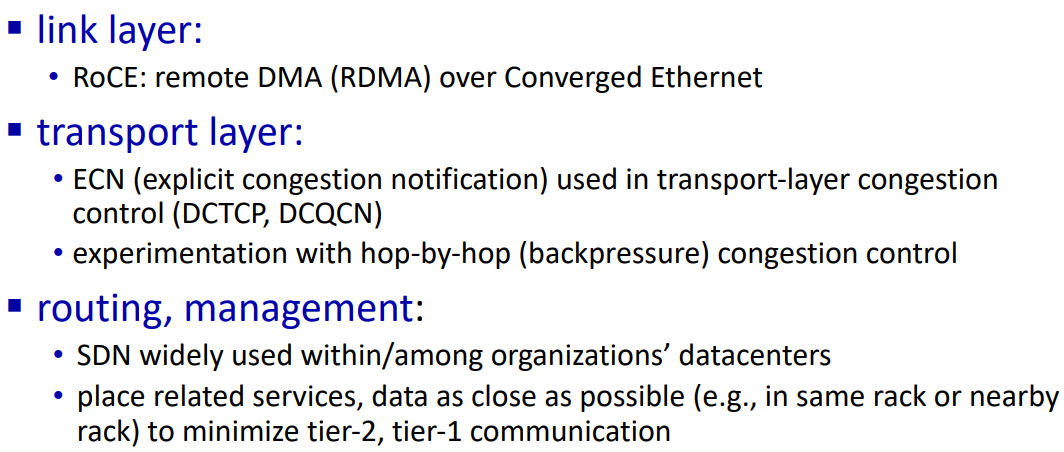 ▪ link layer:
• RoCE: remote DMA (RDMA) over Converged Ethernet
▪ transport layer:
• ECN (explicit congestion notification) used in transport-layer congestion
control (DCTCP, DCQCN)
• experimentation with hop-by-hop (backpressure) congestion control
▪ routing, management:
• SDN widely used within/among organizations’ datacenters
• place related services, data as close as possible (e.g., in same rack or nearby
rack) to minimize tier-2, tier-1 communication